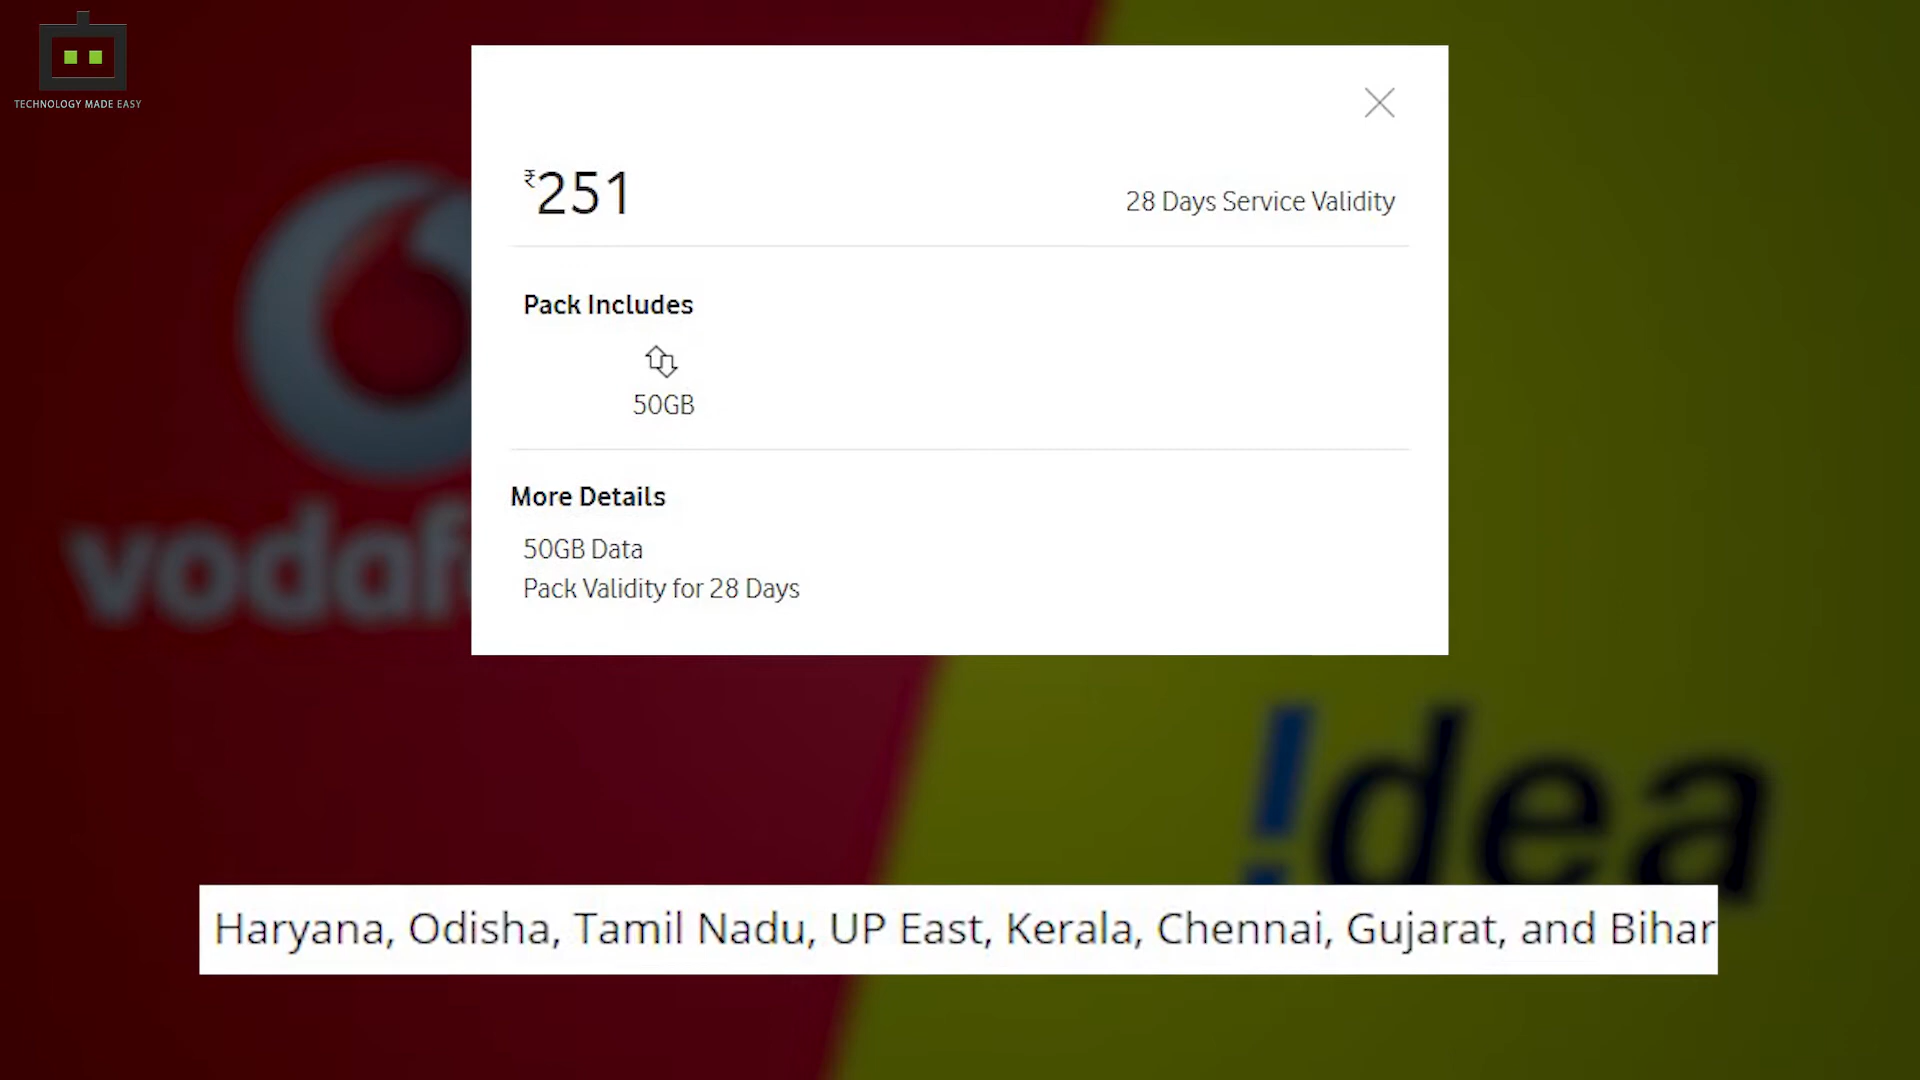 TECHNOLOGY MADE EASY
₹251
28 Days Service Validity
Pack Includes
50GB
More Details
50GB Data
Pack Validity for 28 Days
vodaf
!dea
Haryana, Odisha, Tamil Nadu, UP East, Kerala, Chennai, Gujarat, and Bihar